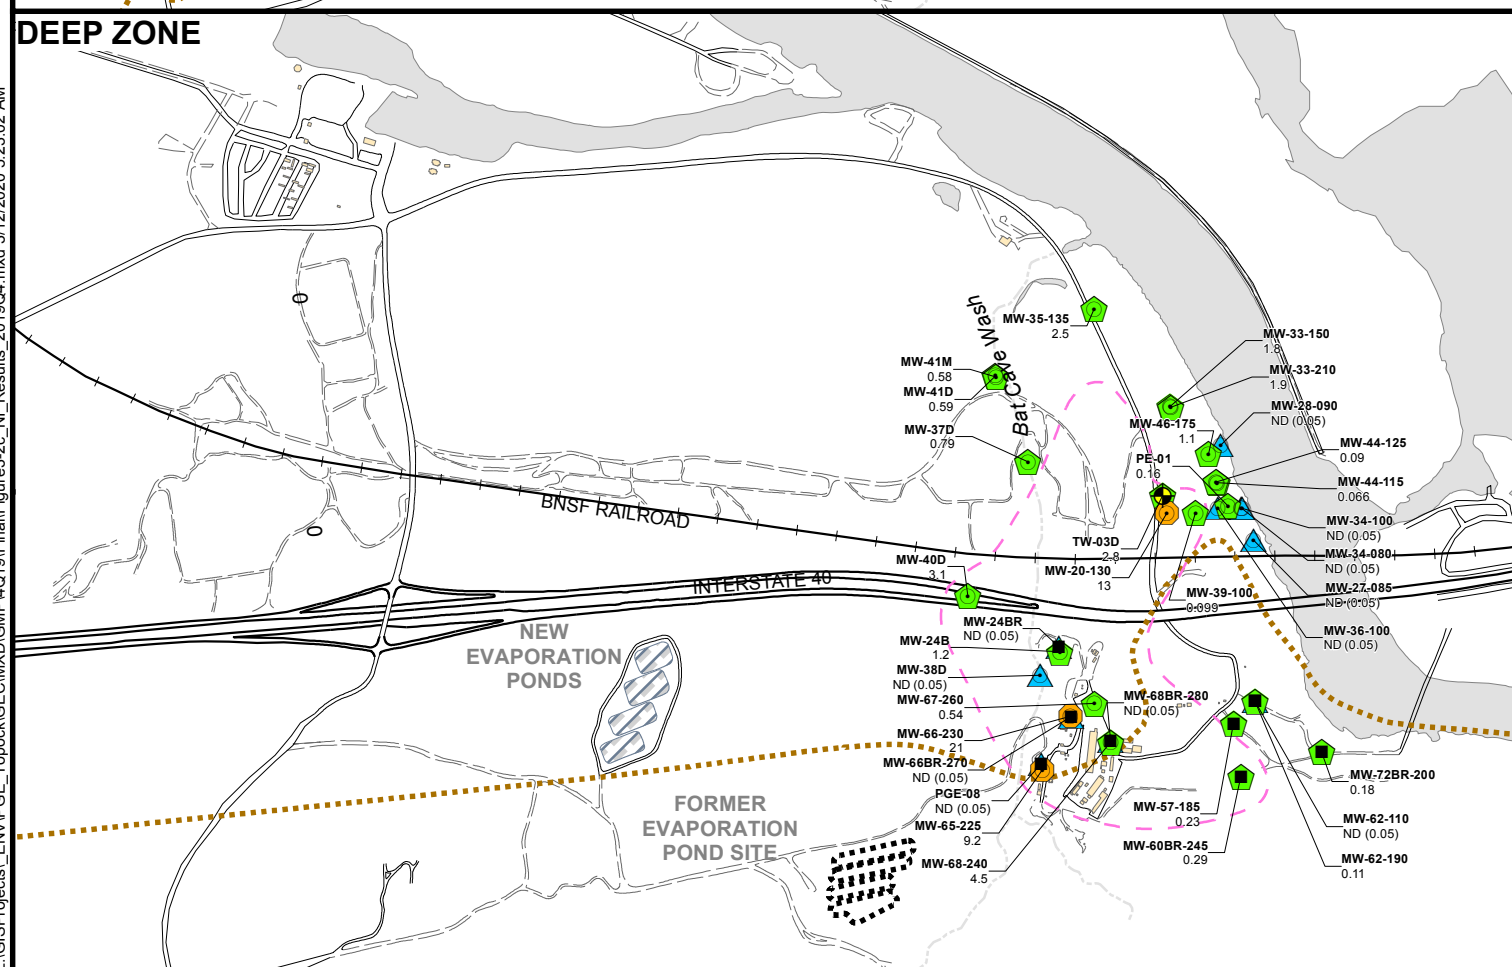 DEEP ZONE
MW-35-135
2.5
Bat Cave Wash
MW-41M
0.58
MW-41D
0.59
MW-37D
0.79
MW-33-150
1.8
MW-33-210
1.9
MW-28-090
ND (0.05)
MW-46-175
1.1
PE-01
0.16
MW-44-125
0.09
MW-44-115
0.066
MW-34-100
ND (0.05)
MW-34-080
ND (0.05)
MW-27-085
ND (0.05)
MW-36-100
ND (0.05)
TW-03D
2.8
MW-20-130
13
MW-39-100
0.099
BNSF RAILROAD
INTERSTATE 40
0
0
MW-40D
3.1
MW-24BR
ND (0.05)
MW-24B
1.2
MW-38D
ND (0.05)
MW-67-260
0.54
MW-68BR-280
ND (0.05)
MW-66-230
21
MW-66BR-270
ND (0.05)
PGE-08
ND (0.05)
MW-65-225
9.2
MW-68-240
4.5
NEW
EVAPORATION
PONDS
FORMER
EVAPORATION
POND SITE
MW-57-185
0.23
MW-60BR-245
0.29
MW-72BR-200
0.18
MW-62-110
ND (0.05)
MW-62-190
0.11